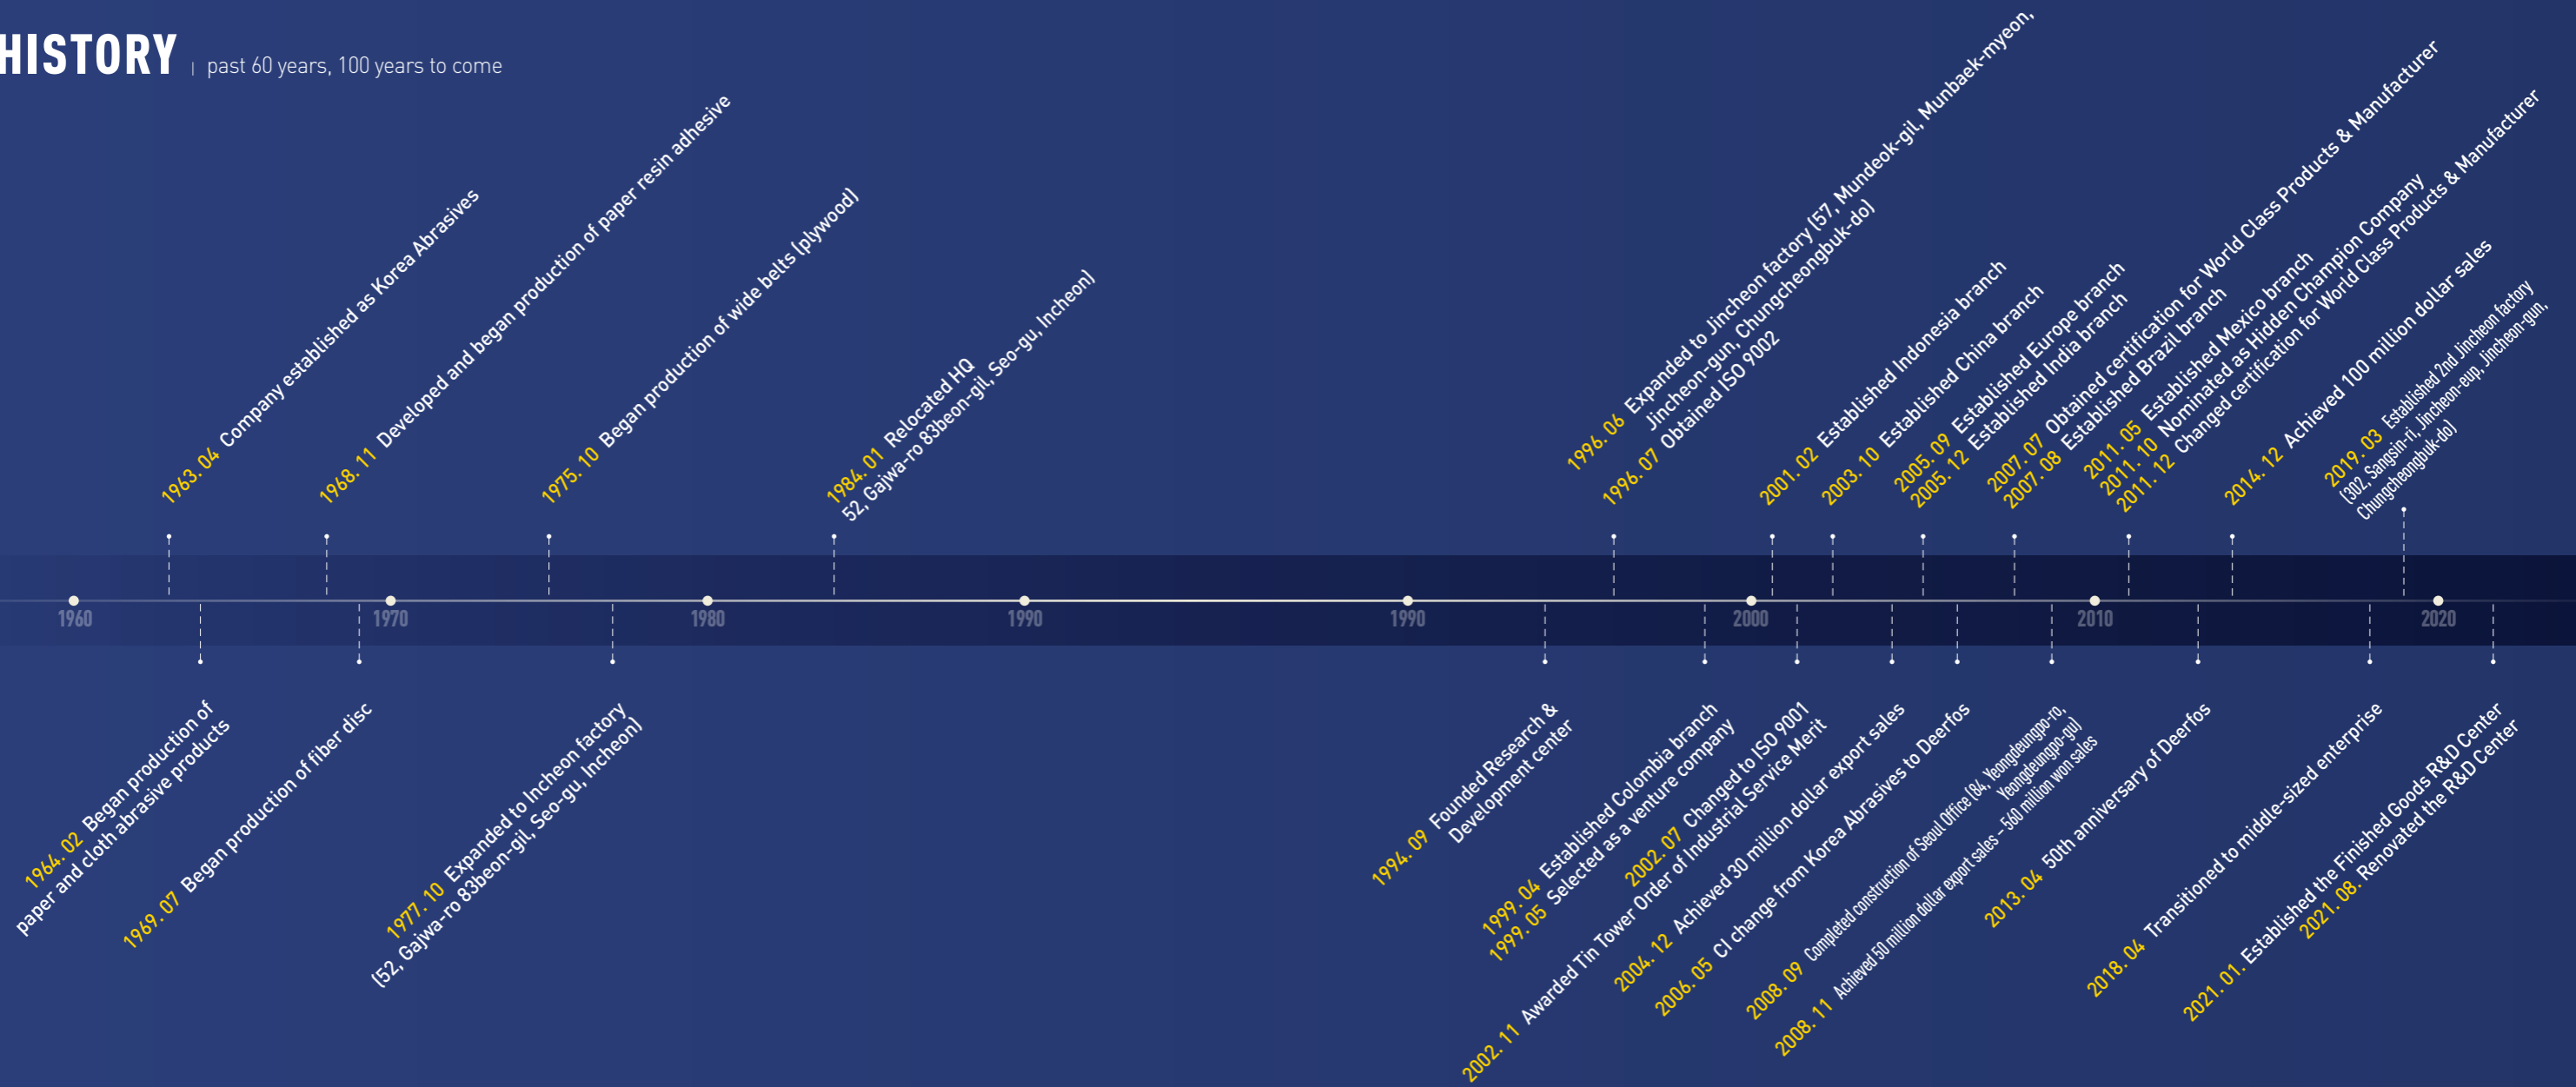 HISTORY | past 60 years, 100 years to come
1963. 04 Company established as Korea Abrasives
1968. 11 Developed and began production of paper resin adhesive
1975. 10 Began production of wide belts (plywood)
1984. 01 Relocated HQ
52, Gajwa-ro 83beon-gil, Seo-gu, Incheon)
1996. 06 Expanded to Jincheon factory (57, Mundeok-gil, Munbaek-myeon,
Jincheon-gun, Chungcheongbuk-do)
1996. 07 Obtained ISO 9002
2001. 02 Established Indonesia branch
2003. 10 Established China branch
2005. 09 Established Europe branch
2005. 12 Established India branch
2007. 07 Obtained certification for World Class Products & Manufacturer
2007. 08 Established Brazil branch
2011. 05 Established Mexico branch
2011. 10 Nominated as Hidden Champion Company
2011. 12 Changed certification for World Class Products & Manufacturer
2014. 12 Achieved 100 million dollar sales
2019. 03 Established 2nd Jincheon factory
(302, Sangsin-ri, Jincheon-eup, Jincheon-gun,
Chungcheongbuk-do)
1960 1970 1980 1990 1990 2000 2010 2020
1964. 02 Began production of
paper and cloth abrasive products
1969. 07 Began production of fiber disc
1977. 10 Expanded to Incheon factory
(52, Gajwa-ro 83beon-gil, Seo-gu, Incheon)
1994. 09 Founded Research &
Development center
1999. 04 Established Colombia branch
1999. 05 Selected as a venture company
2002. 07 Changed to ISO 9001
2002. 11 Awarded Tin Tower Order of Industrial Service Merit
2004. 12 Achieved 30 million dollar export sales
2006. 05 CI change from Korea Abrasives to Deerfos
2008. 09 Completed construction of Seoul Office (84, Yeongdeungpo-ro,
Yeongdeungpo-gu)
2008. 11 Achieved 50 million dollar export sales – 560 million won sales
2013. 04 50th anniversary of Deerfos
2018. 04 Transitioned to middle-sized enterprise
2021. 01. Established the Finished Goods R&D Center
2021. 08. Renovated the R&D Center